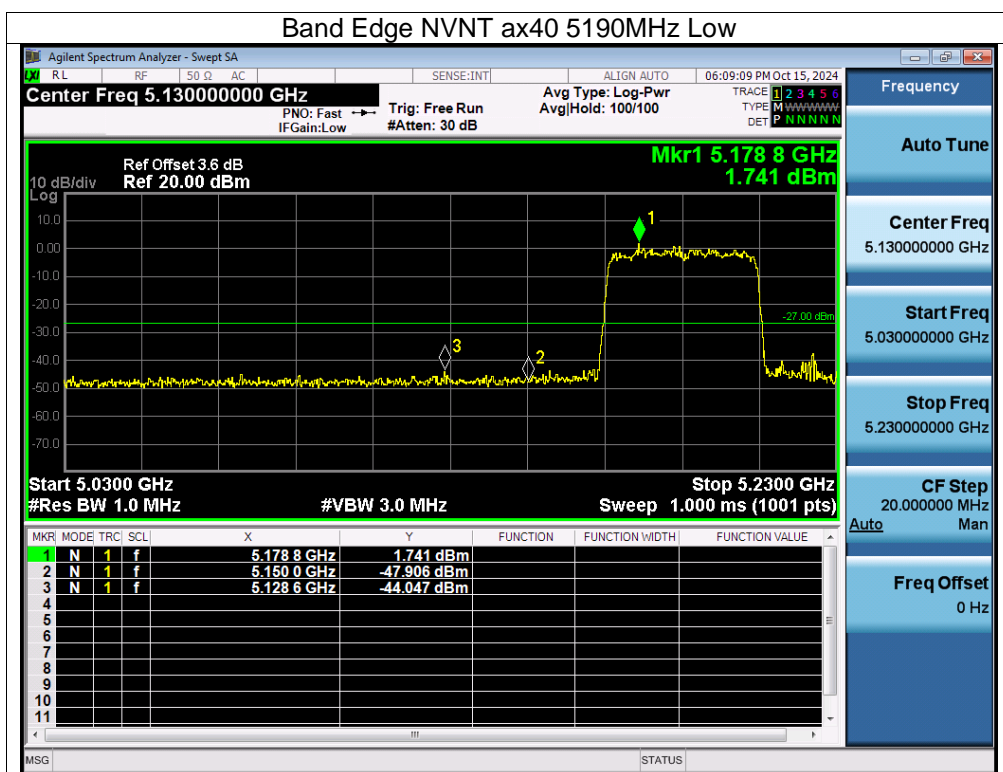 Band Edge NVNT ax40 5190MHz Low
Agilent Spectrum Analyzer - Swept SA
LXI RL RF 50 Ω AC SENSE:INT ALIGN AUTO 06:09:09 PM Oct 15, 2024
Center Freq 5.130000000 GHz
PNO: Fast
IFGain:Low
Trig: Free Run
#Atten: 30 dB
Avg Type: Log-Pwr
Avg|Hold: 100/100
TRACE 1 2 3 4 5 6
TYPE M WWWWW
DET P N N N N N
Ref Offset 3.6 dB
10 dB/div Ref 20.00 dBm
Log
Mkr1 5.178 8 GHz
1.741 dBm
10.0
0.00
-10.0
-20.0
-30.0
-40.0
-50.0
-60.0
-70.0
1
-27.00 dBm
3
2
Start 5.0300 GHz Stop 5.2300 GHz
#Res BW 1.0 MHz #VBW 3.0 MHz Sweep 1.000 ms (1001 pts)
MKR MODE TRC SCL X Y FUNCTION FUNCTION WIDTH FUNCTION VALUE
1 N 1 f 5.178 8 GHz 1.741 dBm
2 N 1 f 5.150 0 GHz -47.906 dBm
3 N 1 f 5.128 6 GHz -44.047 dBm
4
5
6
7
8
9
10
11
MSG STATUS
Frequency
Auto Tune
Center Freq
5.130000000 GHz
Start Freq
5.030000000 GHz
Stop Freq
5.230000000 GHz
CF Step
20.000000 MHz
Auto Man
Freq Offset
0 Hz